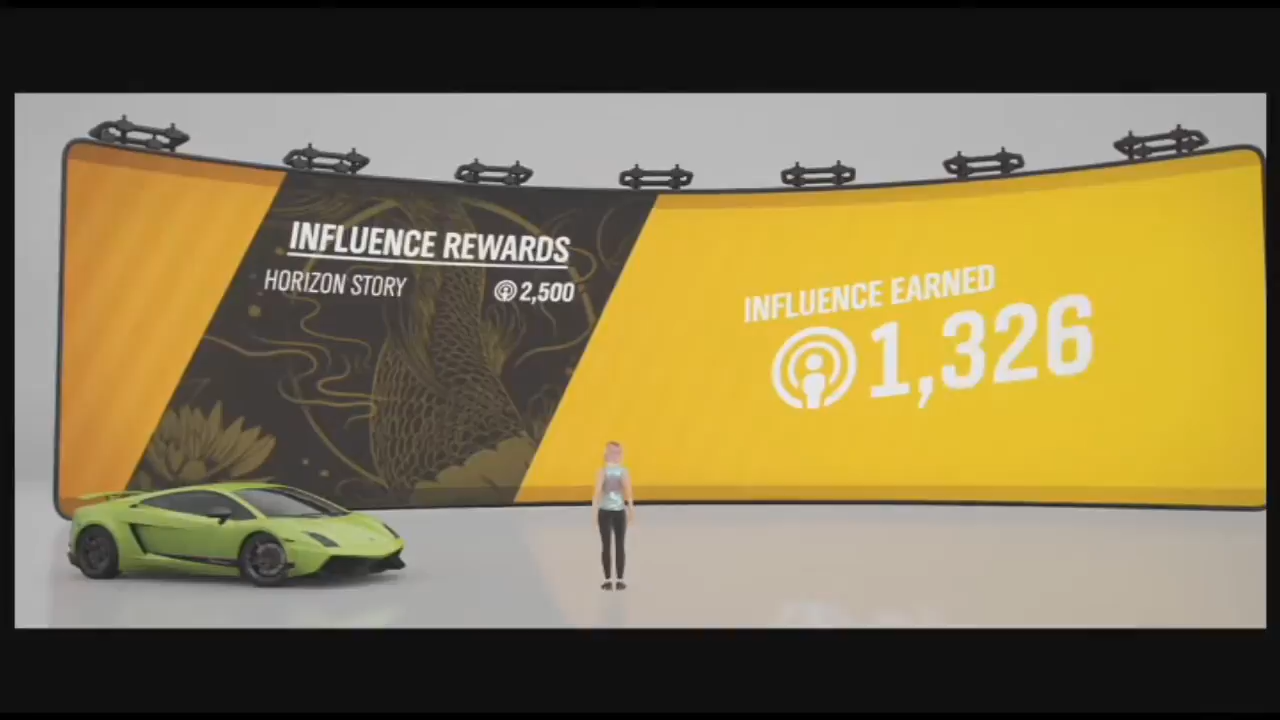 INFLUENCE REWARDS
HORIZON STORY 2,500
INFLUENCE EARNED
1,326